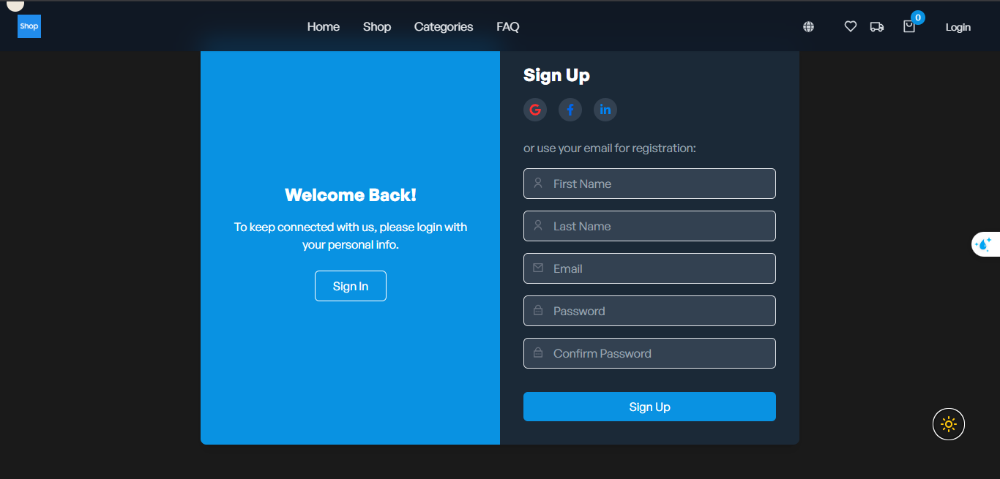 Shop
Home Shop Categories FAQ
0
Login
Sign Up
or use your email for registration:
First Name
Last Name
Email
Password
Confirm Password
Sign Up
Welcome Back!
To keep connected with us, please login with
your personal info.
Sign In